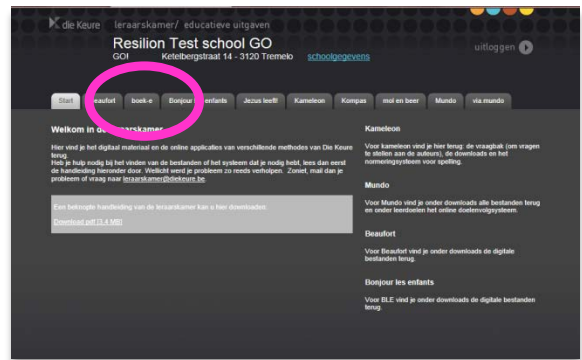 die Keure leraarskamer/ educatieve uitgaven
Resilion Test school GO
GO! Ketelbergstraat 14 - 3120 Tremelo schoolgegevens
uitloggen
Start Beaufort boek-e Bonjour enfants Jezus leeft! Kameleon Kompas mol en beer Mundo via mundo
Welkom in de leraarskamer
Hier vind je het digitaal materiaal en de online applicaties van verschillende methodes van Die Keure
terug.
Heb je hulp nodig bij het vinden van de bestanden of het systeem dat je nodig hebt, lees dan eerst
de handleiding hieronder door. Wellicht werd je probleem zo reeds verholpen. Zoniet, mail dan je
probleem of vraag naar leraarskamer@diekeure.be.
Een beknopte handleiding van de leraarskamer kan u hier downloaden:
Download pdf [3.4 MB]
Kameleon
Voor kameleon vind je hier terug: de vraagbak (om vragen
te stellen aan de auteurs), de downloads en het
normeringsysteem voor spelling.
Mundo
Voor Mundo vind je onder downloads alle bestanden terug
en onder leerdoelen het online doelenvolgsysteem.
Beaufort
Voor Beaufort vind je onder downloads de digitale
bestanden terug.
Bonjour les enfants
Voor BLE vind je onder downloads de digitale bestanden
terug.